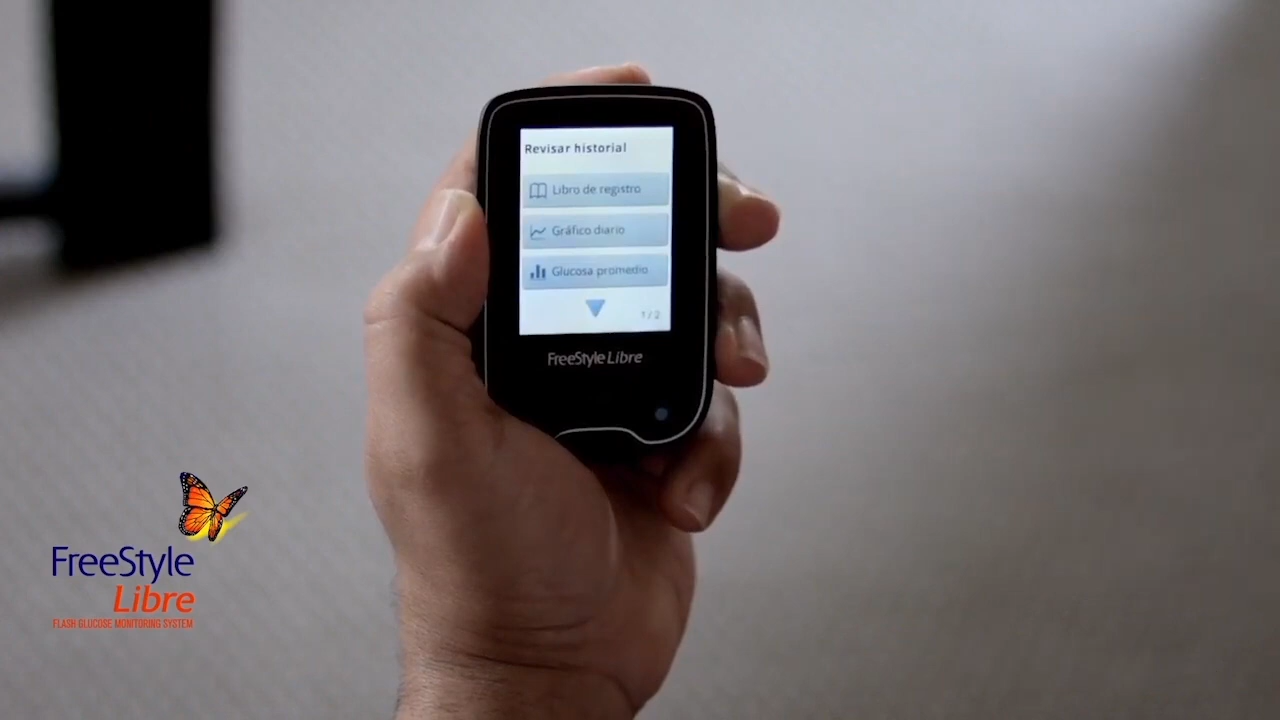 Revisar historial
Libro de registro
Gráfico diario
Glucosa promedio
1/2
FreeStyle Libre
FreeStyle
Libre
FLASH GLUCOSE MONITORING SYSTEM